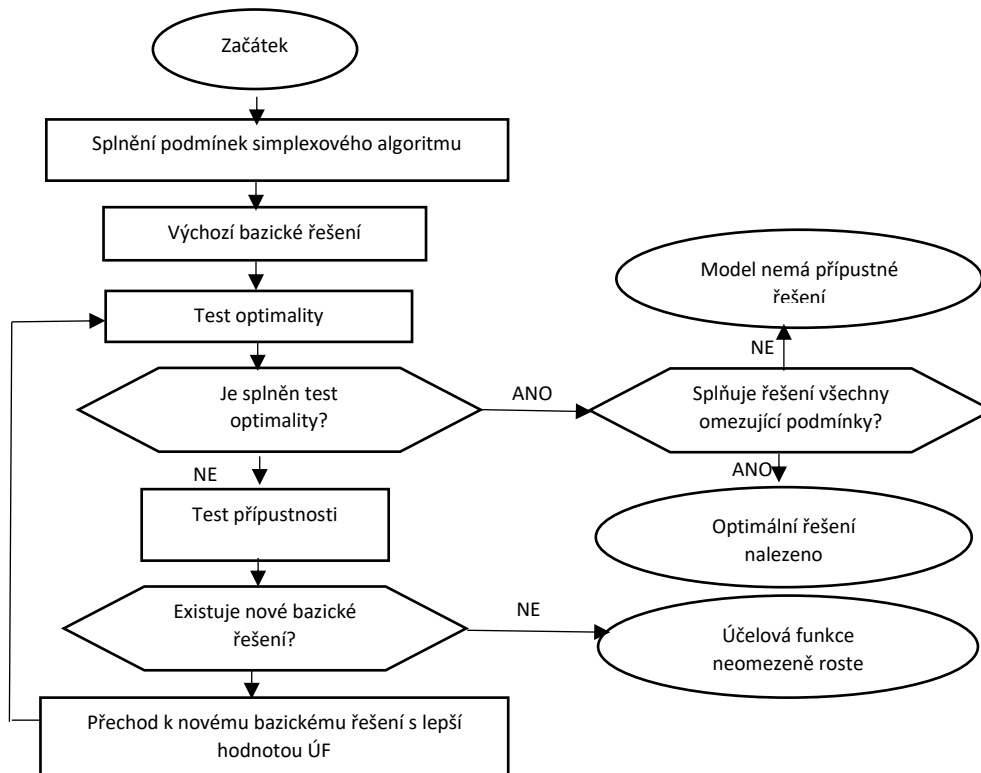 Začátek
Splnění podmínek simplexového algoritmu
Výchozí bazické řešení
Test optimality
Je splněn test
optimality?
ANO
Splňuje řešení všechny
omezující podmínky?
NE
Model nemá přípustné
řešení
ANO
Optimální řešení
nalezeno
NE
Test přípustnosti
Existuje nové bazické
řešení?
NE
Účelová funkce
neomezeně roste
Přechod k novému bazickému řešení s lepší
hodnotou ÚF